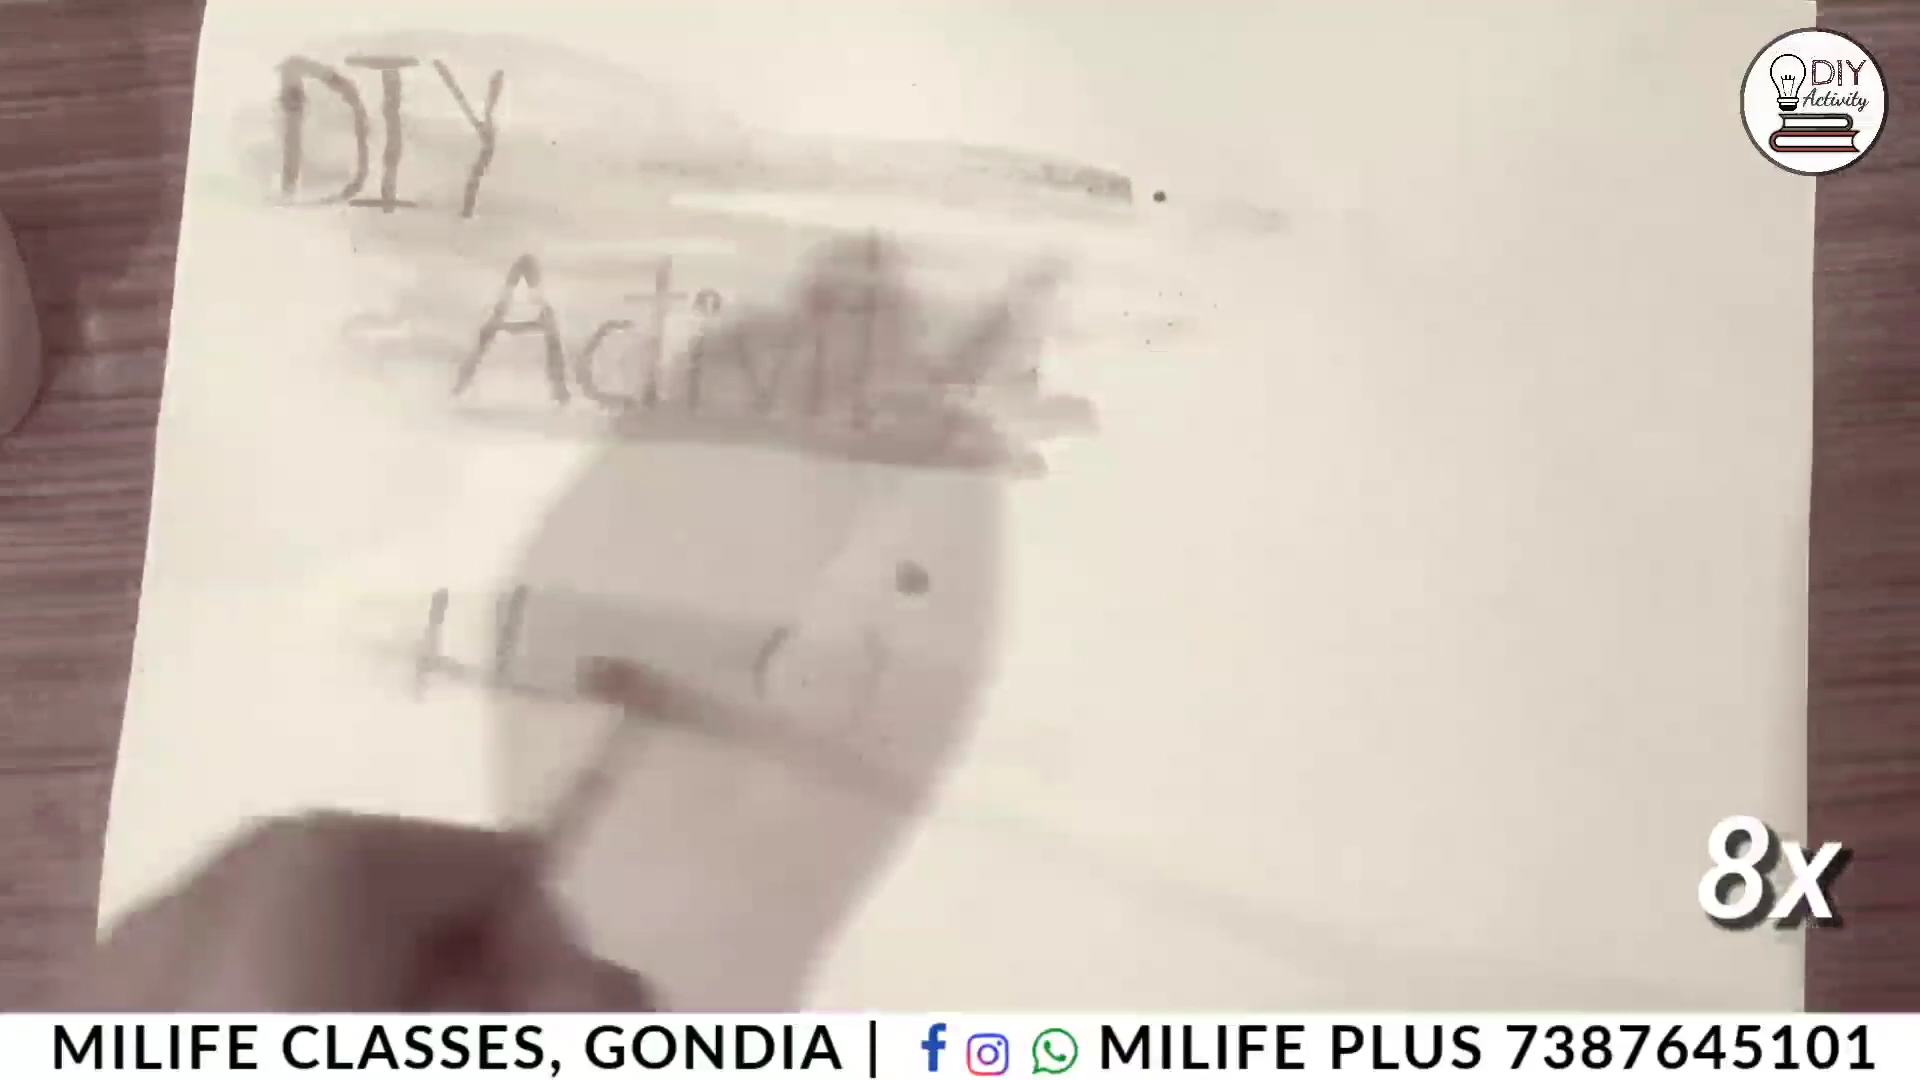 DIY
Activity
DIY
Activity
8x
MILIFE CLASSES, GONDIA | MILIFE PLUS 7387645101